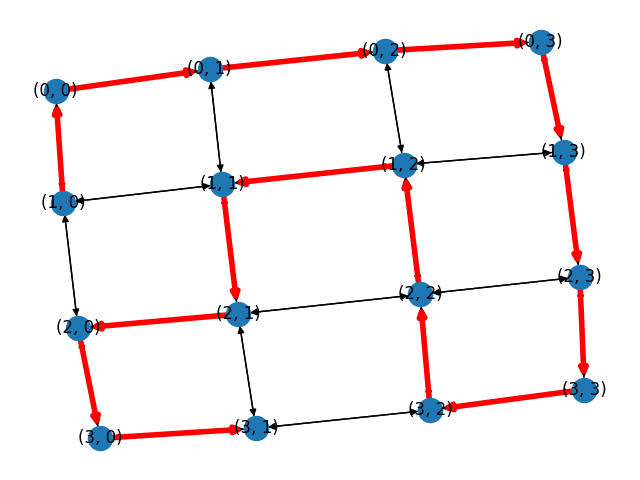 (0, 0) (0, 1) (0, 2) (0, 3)
(1, 0) (1, 1) (1, 2) (1, 3)
(2, 0) (2, 1) (2, 2) (2, 3)
(3, 0) (3, 1) (3, 2) (3, 3)